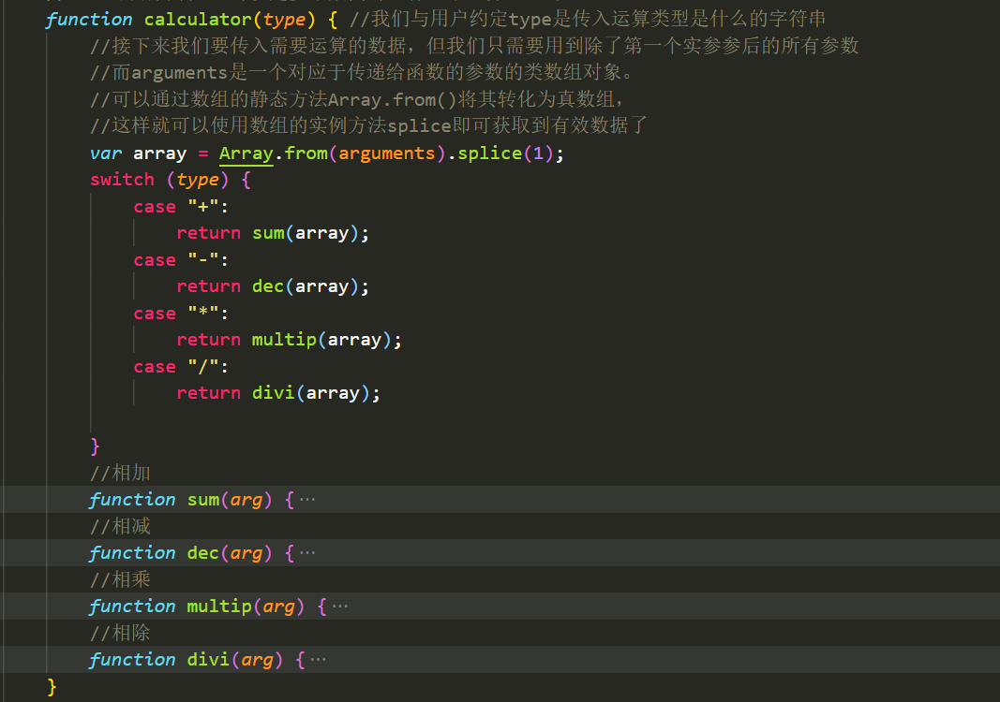 function calculator(type) { //我们与用户约定type是传入运算类型是什么的字符串
//接下来我们要传入需要运算的数据，但我们只需要用到除了第一个实参参后的所有参数
//而arguments是一个对应于传递给函数的参数的类数组对象。
//可以通过数组的静态方法Array.from()将其转化为真数组，
//这样就可以使用数组的实例方法splice即可获取到有效数据了
var array = Array.from(arguments).splice(1);
switch (type) {
case "+":
return sum(array);
case "-":
return dec(array);
case "*":
return multip(array);
case "/":
return divi(array);
}
//相加
function sum(arg) {…
//相减
function dec(arg) {…
//相乘
function multip(arg) {…
//相除
function divi(arg) {…
}